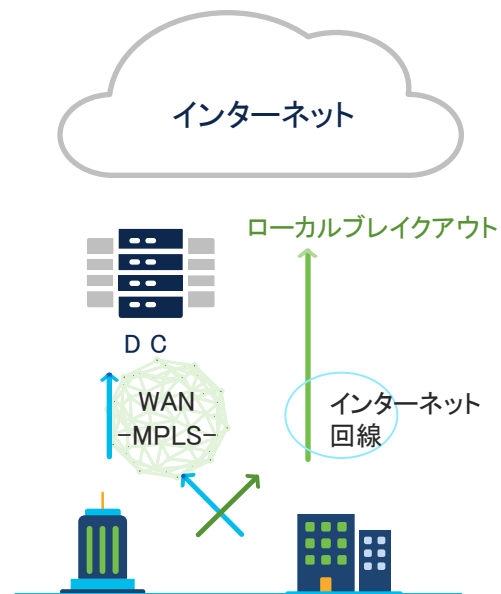 インターネット
ローカルブレイクアウト
DC
WAN
-MPLS-
インターネット
回線